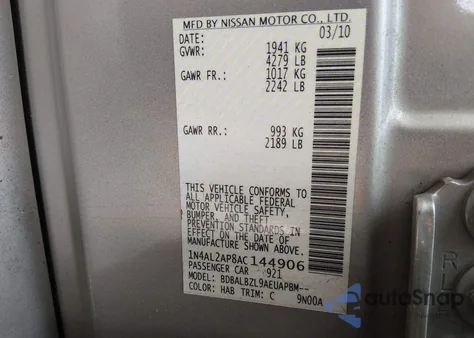 MFD BY NISSAN MOTOR CO., LTD.
DATE: 03/10
GVWR: 1941 KG
4279 LB
GAWR FR.: 1017 KG
2242 LB
GAWR RR.: 993 KG
2189 LB
THIS VEHICLE CONFORMS TO
ALL APPLICABLE FEDERAL
MOTOR VEHICLE SAFETY,
BUMPER, AND THEFT
PREVENTION STANDARDS IN
EFFECT ON THE DATE OF
MANUFACTURE SHOWN ABOVE.
1N4AL2AP8AC144906
PASSENGER CAR 921
BDBALBZL9AEUAPBM--
COLOR: HAB TRIM: C 9N00A
autoSnap